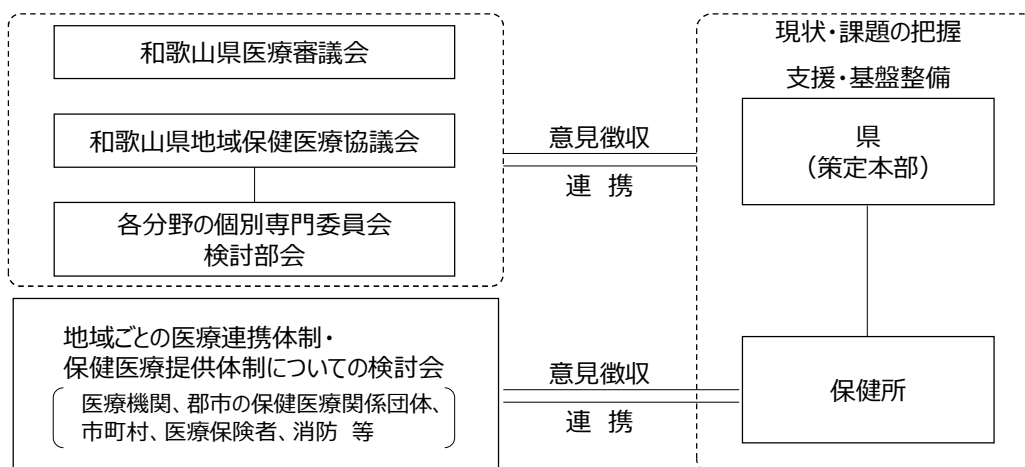 和歌山県医療審議会
和歌山県地域保健医療協議会
各分野の個別専門委員会
検討部会
地域ごとの医療連携体制・
保健医療提供体制についての検討会
医療機関、郡市の保健医療関係団体、
市町村、医療保険者、消防 等
意見徴収
連 携
意見徴収
連 携
現状・課題の把握
支援・基盤整備
県
（策定本部）
保健所